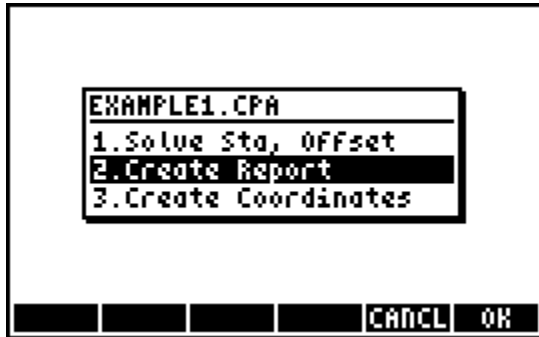 EXAMPLE1.CPA
1.Solve Sta, Offset
2.Create Report
3.Create Coordinates
CANCL OK